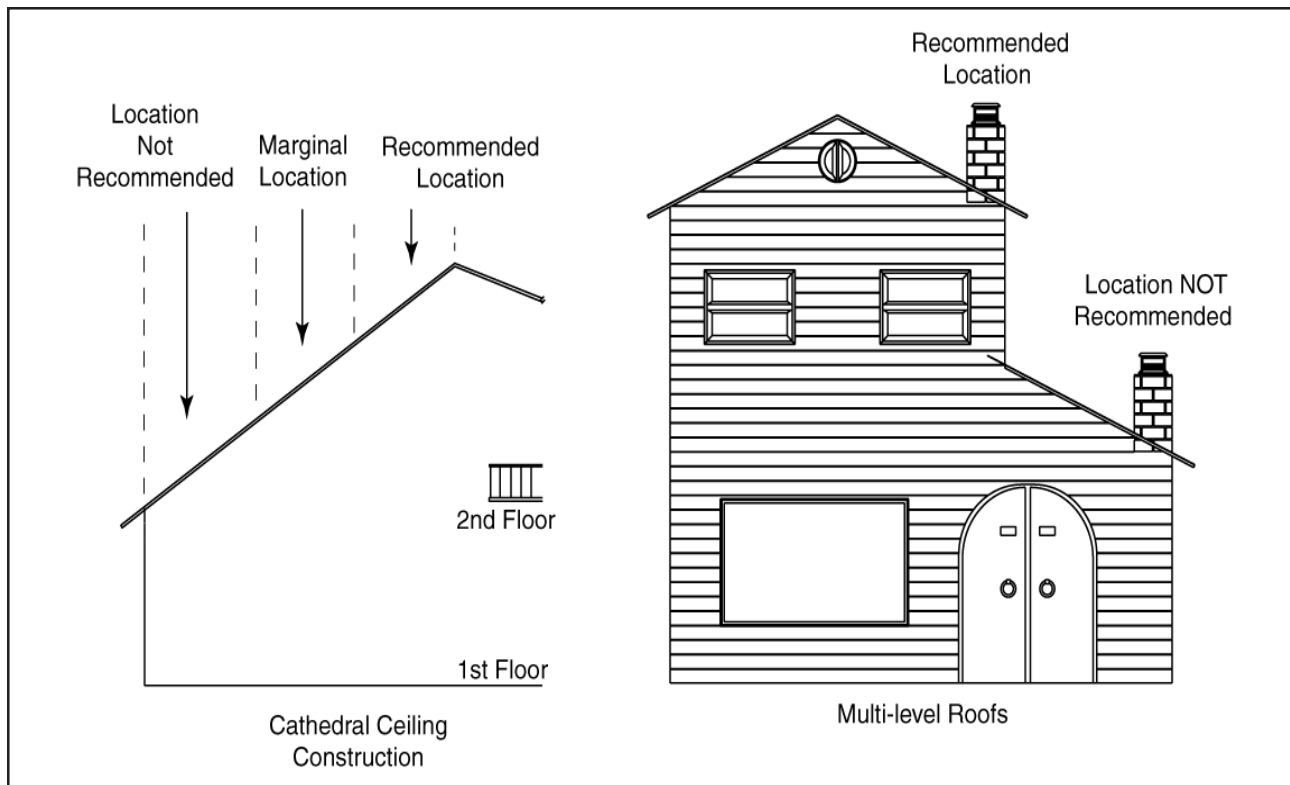 Location
Not
Recommended
Marginal
Location
Recommended
Location
2nd Floor
1st Floor
Cathedral Ceiling
Construction
Recommended
Location
Location NOT
Recommended
Multi-level Roofs